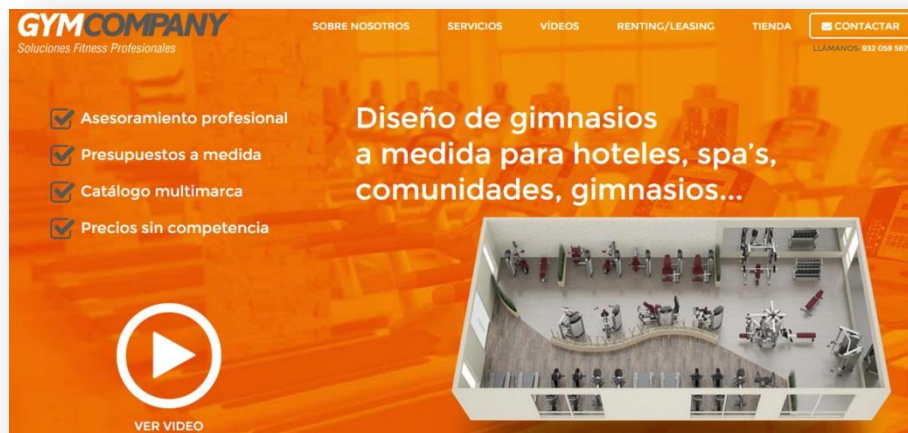 GYMCOMPANY
Soluciones Fitness Profesionales
SOBRE NOSOTROS SERVICIOS VÍDEOS RENTING/LEASING TIENDA CONTACTAR
LLÁMANOS: 932 059 567
Asesoramiento profesional
Presupuestos a medida
Catálogo multimarca
Precios sin competencia
Diseño de gimnasios
a medida para hoteles, spa's,
comunidades, gimnasios...
VER VIDEO